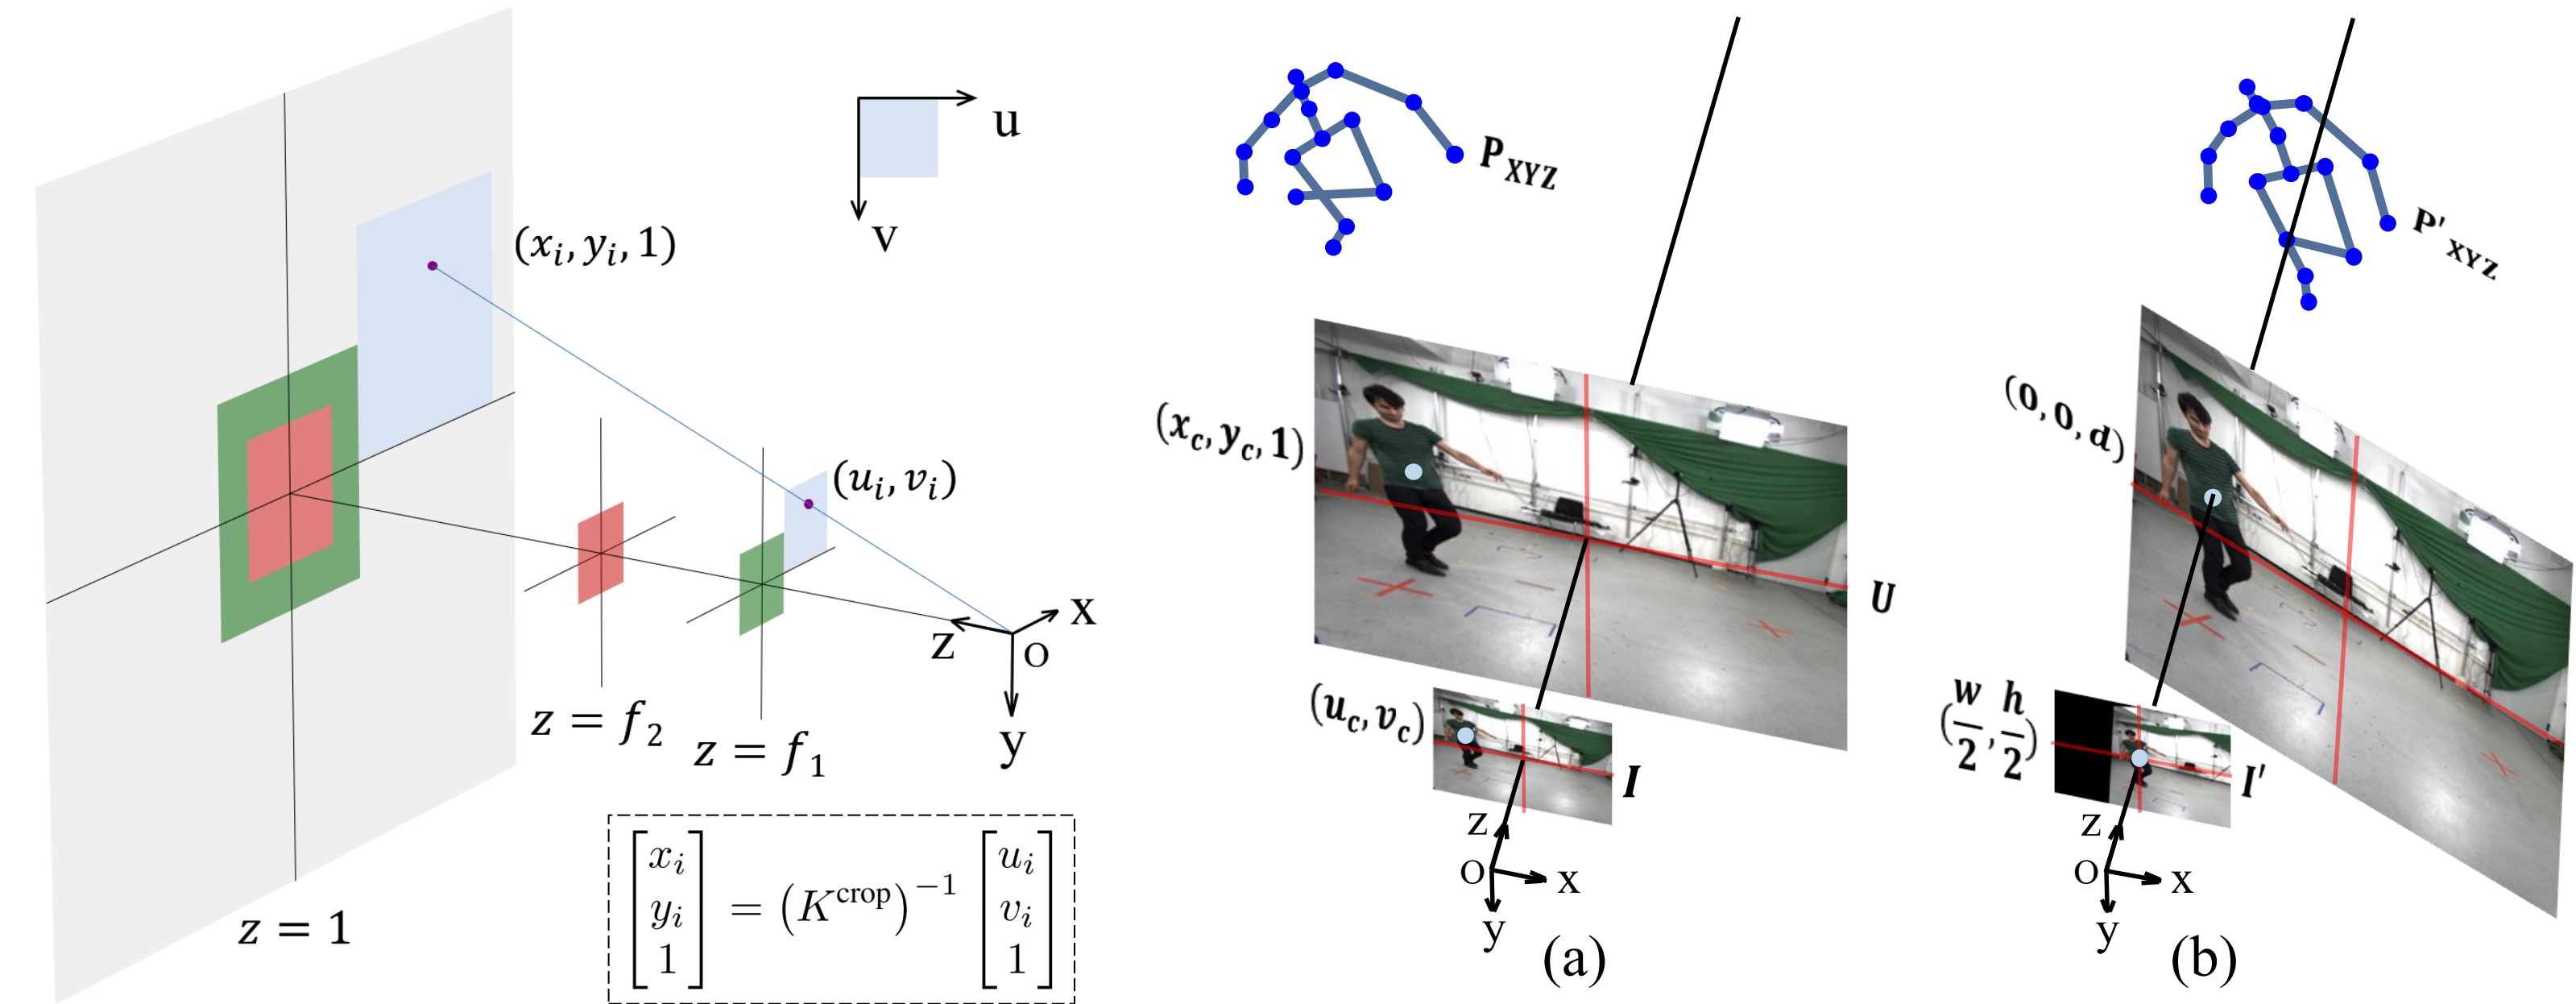 u
v
(x_i, y_i, 1)
(u_i, v_i)
z
x
o
y
z = f_2
z = f_1
z = 1
[x_i y_i 1] = (K^crop)^{-1} [u_i v_i 1]
P_XYZ
(x_c, y_c, 1)
U
(u_c, v_c)
I
z
o
x
y
(a)
P'_XYZ
(0, 0, d)
(w/2, h/2)
I'
z
o
x
y
(b)